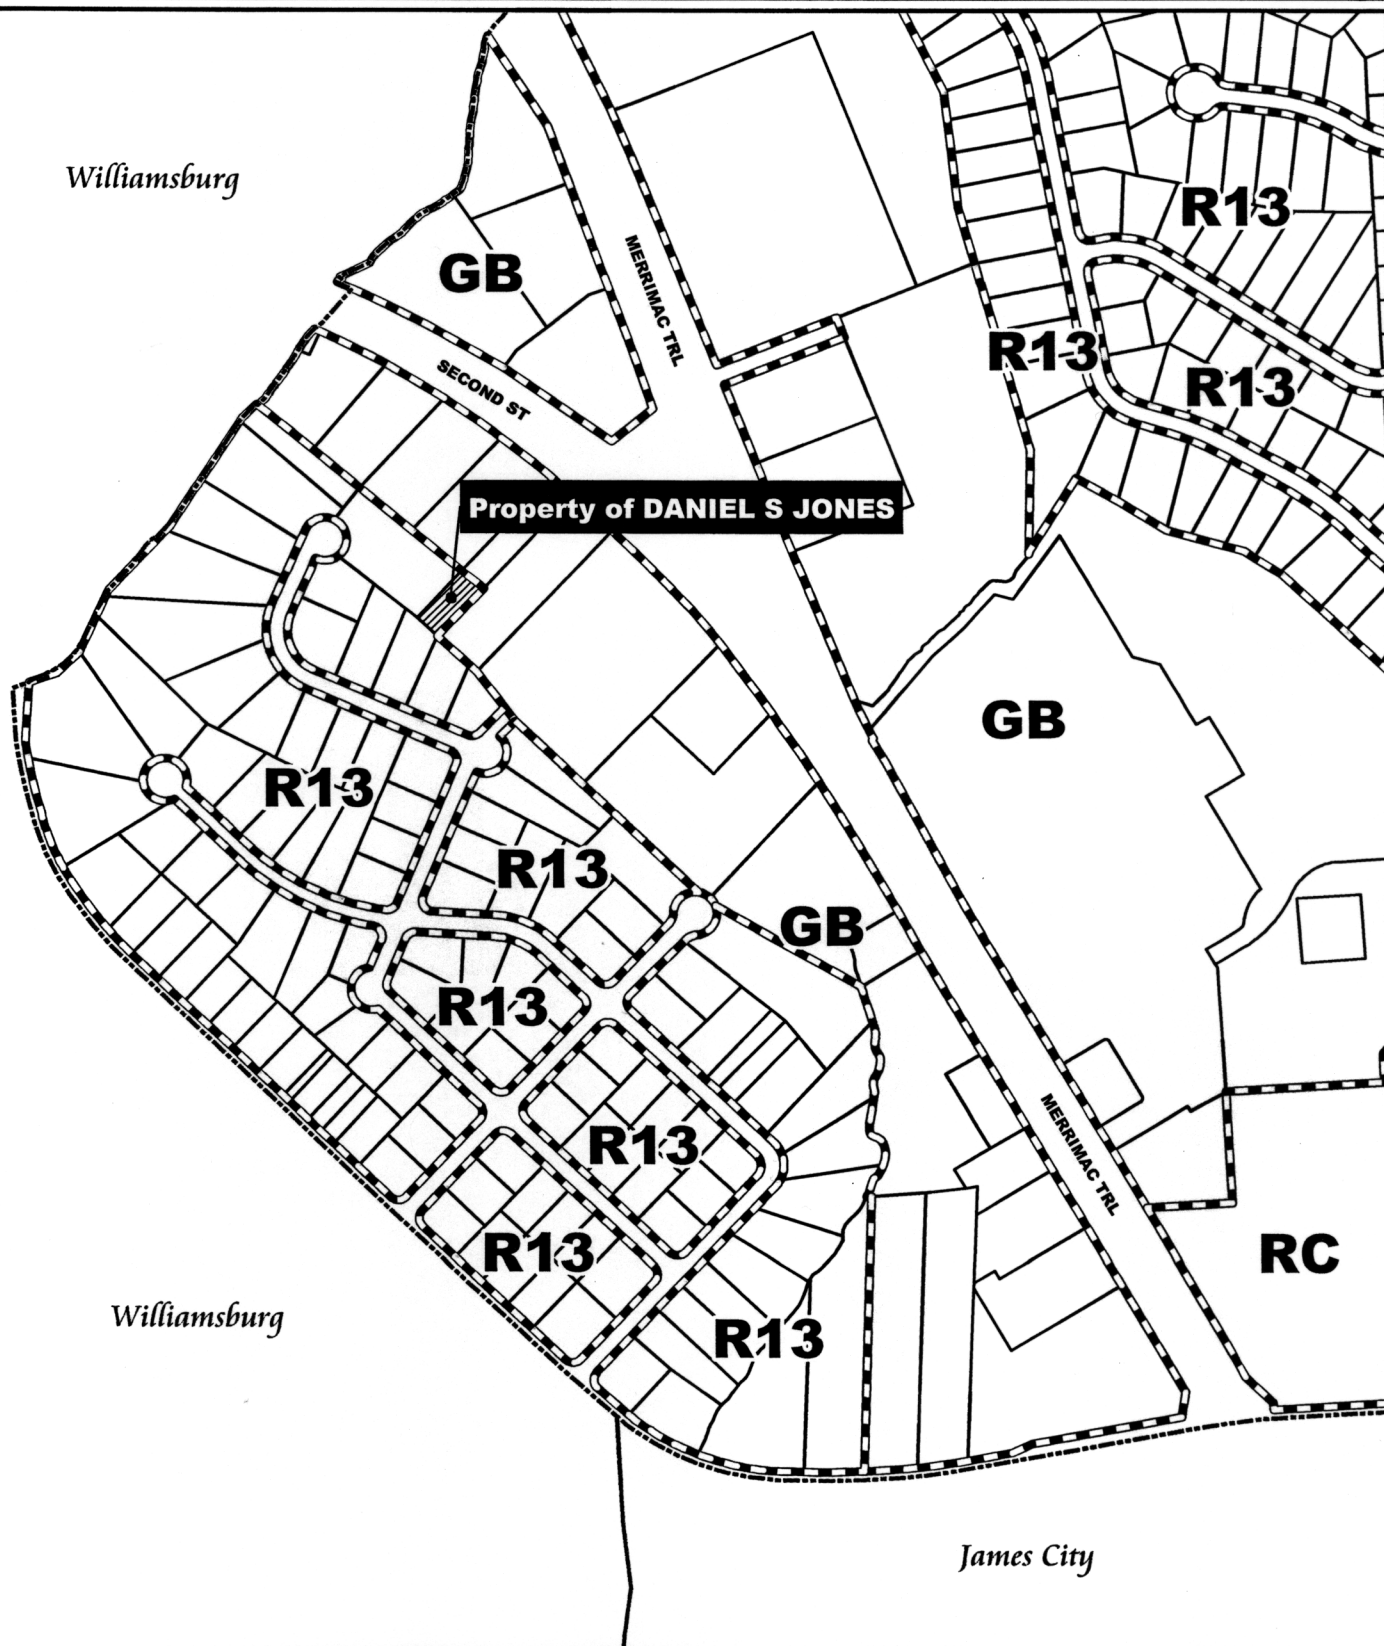 Williamsburg
R13
GB
MERRIMAC TRL
R13
SECOND ST
R13
Property of DANIEL S JONES
GB
R13
R13
GB
R13
R13
MERRIMAC TRL
R13
RC
Williamsburg
R13
James City